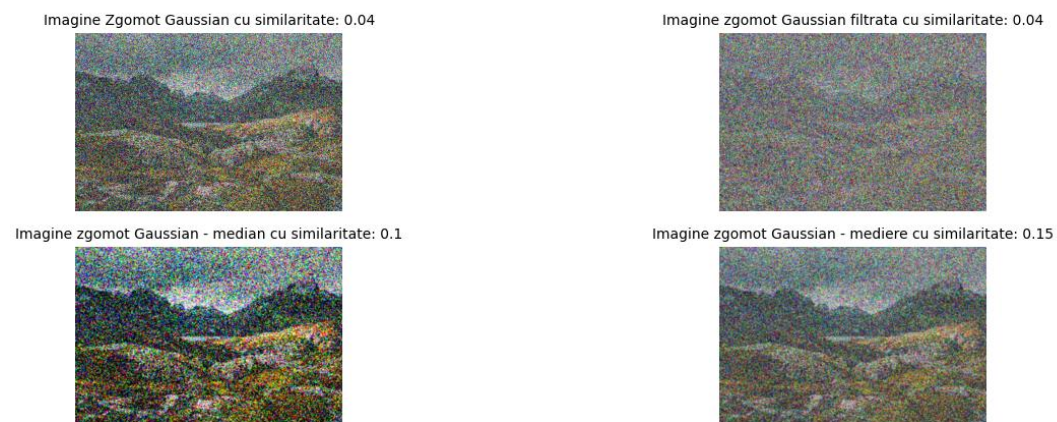 Imagine Zgomot Gaussian cu similaritate: 0.04
Imagine zgomot Gaussian filtrata cu similaritate: 0.04
Imagine zgomot Gaussian - median cu similaritate: 0.1
Imagine zgomot Gaussian - mediere cu similaritate: 0.15